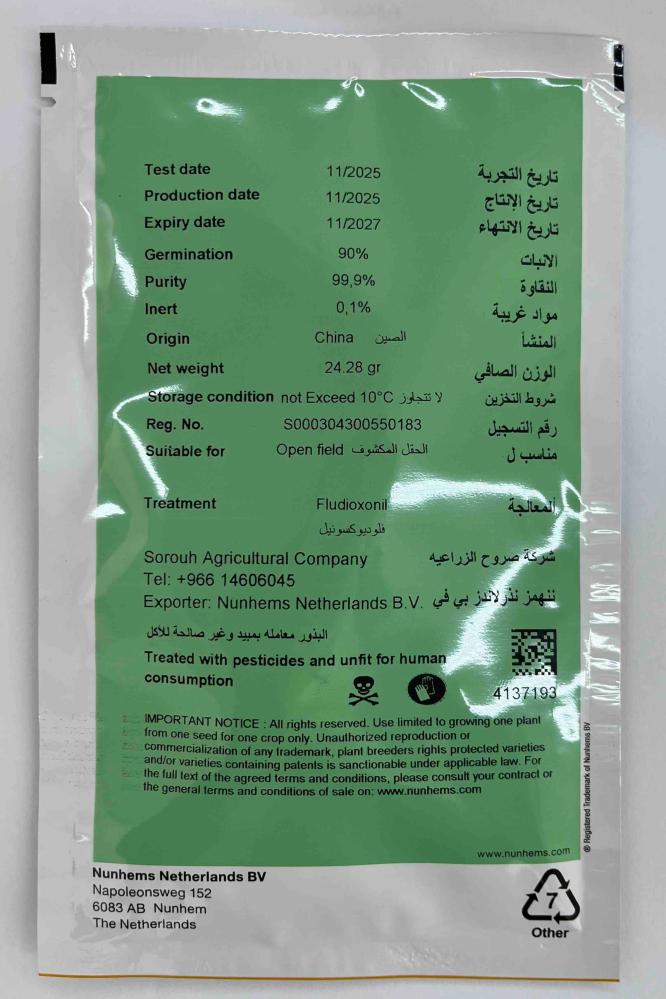 Test date 11/2025 تاريخ التجربة
Production date 11/2025 تاريخ الإنتاج
Expiry date 11/2027 تاريخ الانتهاء
Germination 90% الانبات
Purity 99,9% النقاوة
Inert 0,1% مواد غريبة
Origin China الصين المنشأ
Net weight 24.28 gr الوزن الصافي
Storage condition not Exceed 10°C لا تتجاوز شروط التخزين
Reg. No. S000304300550183 رقم التسجيل
Suitable for Open field الحقل المكشوف مناسب ل
Treatment Fludioxonil المعالجة
فلوديوكسونيل
Sorouh Agricultural Company شركة صروح الزراعيه
Tel: +966 14606045
Exporter: Nunhems Netherlands B.V. ننهمز نذرلاندز بي في
البذور معامله بمبيد وغير صالحة للأكل
Treated with pesticides and unfit for human
consumption
4137193
IMPORTANT NOTICE : All rights reserved. Use limited to growing one plant
from one seed for one crop only. Unauthorized reproduction or
commercialization of any trademark, plant breeders rights protected varieties
and/or varieties containing patents is sanctionable under applicable law. For
the full text of the agreed terms and conditions, please consult your contract or
the general terms and conditions of sale on: www.nunhems.com
www.nunhems.com
® Registered Trademark of Nunhems BV
Nunhems Netherlands BV
Napoleonsweg 152
6083 AB Nunhem
The Netherlands
7
Other